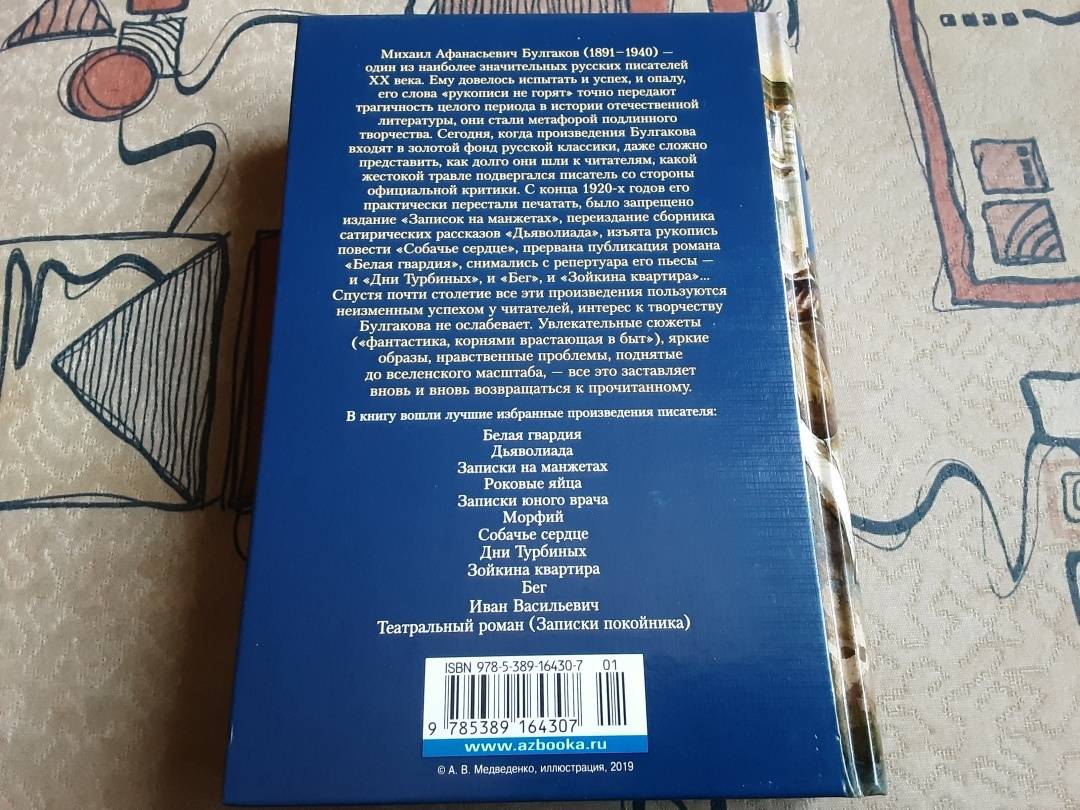 Михаил Афанасьевич Булгаков (1891–1940) —
один из наиболее значительных русских писателей
XX века. Ему довелось испытать и успех, и опалу,
его слова «рукописи не горят» точно передают
трагичность целого периода в истории отечественной
литературы, они стали метафорой подлинного
творчества. Сегодня, когда произведения Булгакова
входят в золотой фонд русской классики, даже сложно
представить, как долго они шли к читателям, какой
жестокой травле подвергался писатель со стороны
официальной критики. С конца 1920-х годов его
практически перестали печатать, было запрещено
издание «Записок на манжетах», переиздание сборника
сатирических рассказов «Дьяволиада», изъята рукопись
повести «Собачье сердце», прервана публикация романа
«Белая гвардия», снимались с репертуара его пьесы —
и «Дни Турбиных», и «Бег», и «Зойкина квартира»...
Спустя почти столетие все эти произведения пользуются
неизменным успехом у читателей, интерес к творчеству
Булгакова не ослабевает. Увлекательные сюжеты
(«фантастика, корнями врастающая в быт»), яркие
образы, нравственные проблемы, поднятые
до вселенского масштаба, — все это заставляет
вновь и вновь возвращаться к прочитанному.
В книгу вошли лучшие избранные произведения писателя:
Белая гвардия
Дьяволиада
Записки на манжетах
Роковые яйца
Записки юного врача
Морфий
Собачье сердце
Дни Турбиных
Зойкина квартира
Бег
Иван Васильевич
Театральный роман (Записки покойника)
ISBN 978-5-389-16430-7 01
9 785389 164307
www.azbooka.ru
© А. В. Медведенко, иллюстрация, 2019